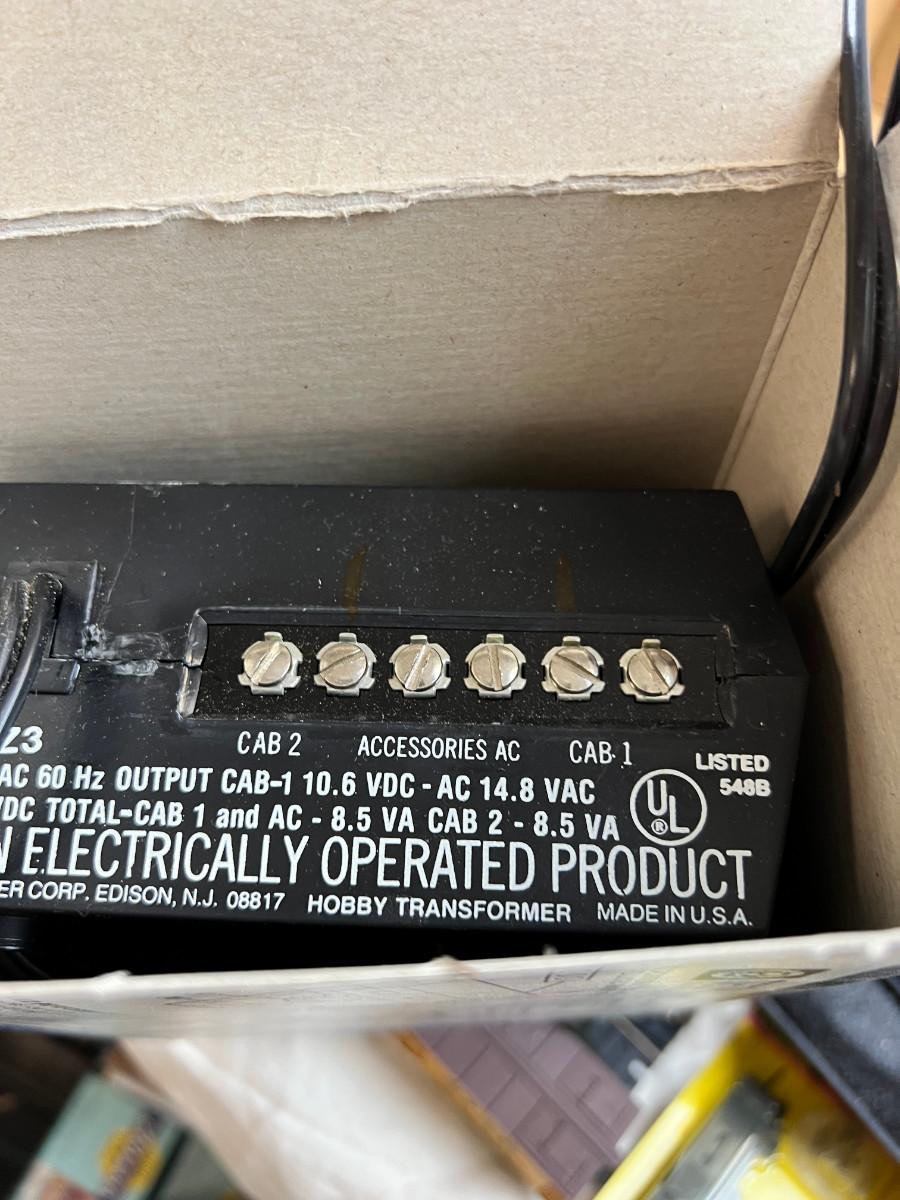 CAB 2 ACCESSORIES AC CAB 1
LISTED
Z3
548B
AC 60 Hz OUTPUT CAB-1 10.6 VDC - AC 14.8 VAC
UL
®
VDC TOTAL-CAB 1 and AC - 8.5 VA CAB 2 - 8.5 VA
N ELECTRICALLY OPERATED PRODUCT
ER CORP. EDISON, N.J. 08817 HOBBY TRANSFORMER MADE IN U.S.A.